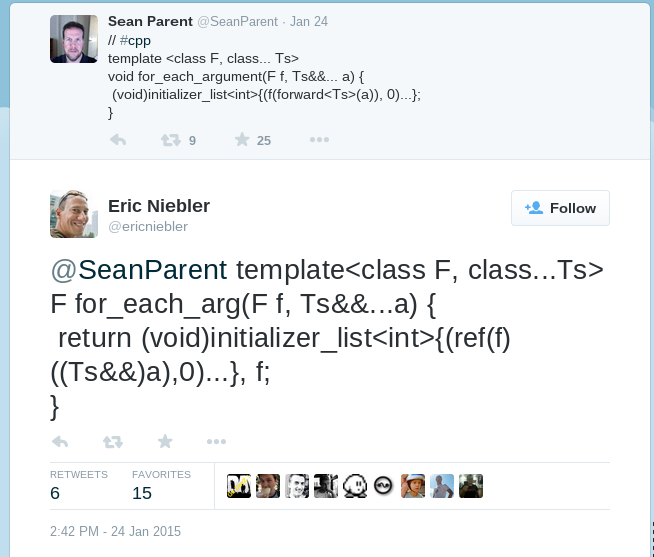 Sean Parent @SeanParent · Jan 24
// #cpp
template <class F, class... Ts>
void for_each_argument(F f, Ts&&... a) {
(void)initializer_list<int>{(f(forward<Ts>(a)), 0)...};
}
9 25
Eric Niebler
@ericniebler
Follow
@SeanParent template<class F, class...Ts>
F for_each_arg(F f, Ts&&...a) {
return (void)initializer_list<int>{(ref(f)
((Ts&&)a),0)...}, f;
}
RETWEETS FAVORITES
6 15
2:42 PM - 24 Jan 2015